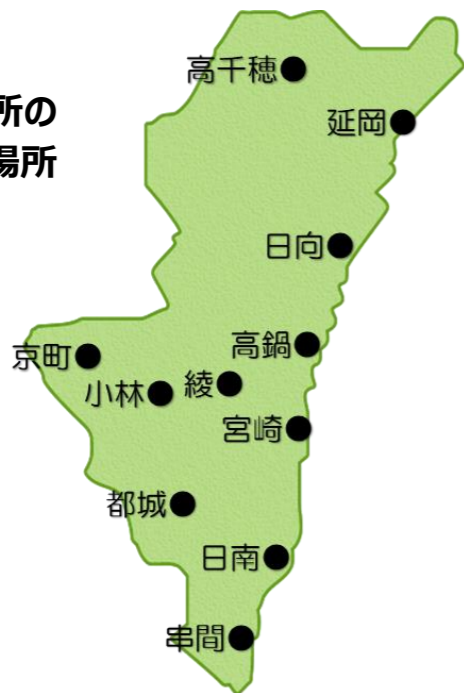 高千穂
所の
場所
延岡
日向
高鍋
京町
綾
小林
宮崎
都城
日南
串間